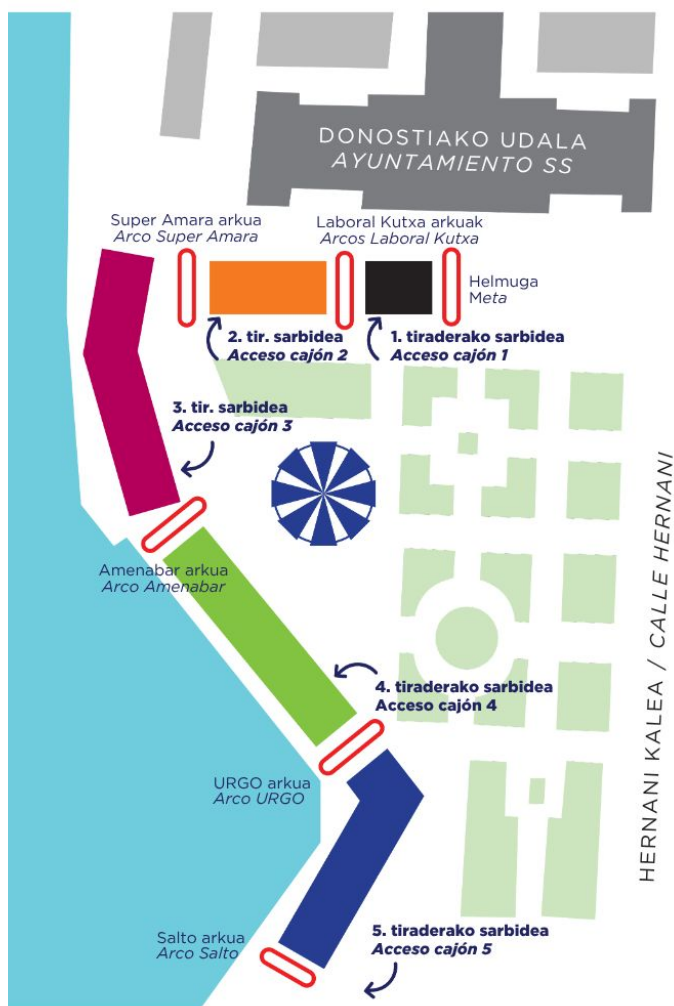 DONOSTIAKO UDALA
AYUNTAMIENTO SS
Super Amara arkua
Arco Super Amara
Laboral Kutxa arkuak
Arcos Laboral Kutxa
Helmuga
Meta
2. tir. sarbidea
Acceso cajón 2
1. tiraderako sarbidea
Acceso cajón 1
3. tir. sarbidea
Acceso cajón 3
Amenabar arkua
Arco Amenabar
4. tiraderako sarbidea
Acceso cajón 4
URGO arkua
Arco URGO
HERNANI KALEA / CALLE HERNANI
Salto arkua
Arco Salto
5. tiraderako sarbidea
Acceso cajón 5